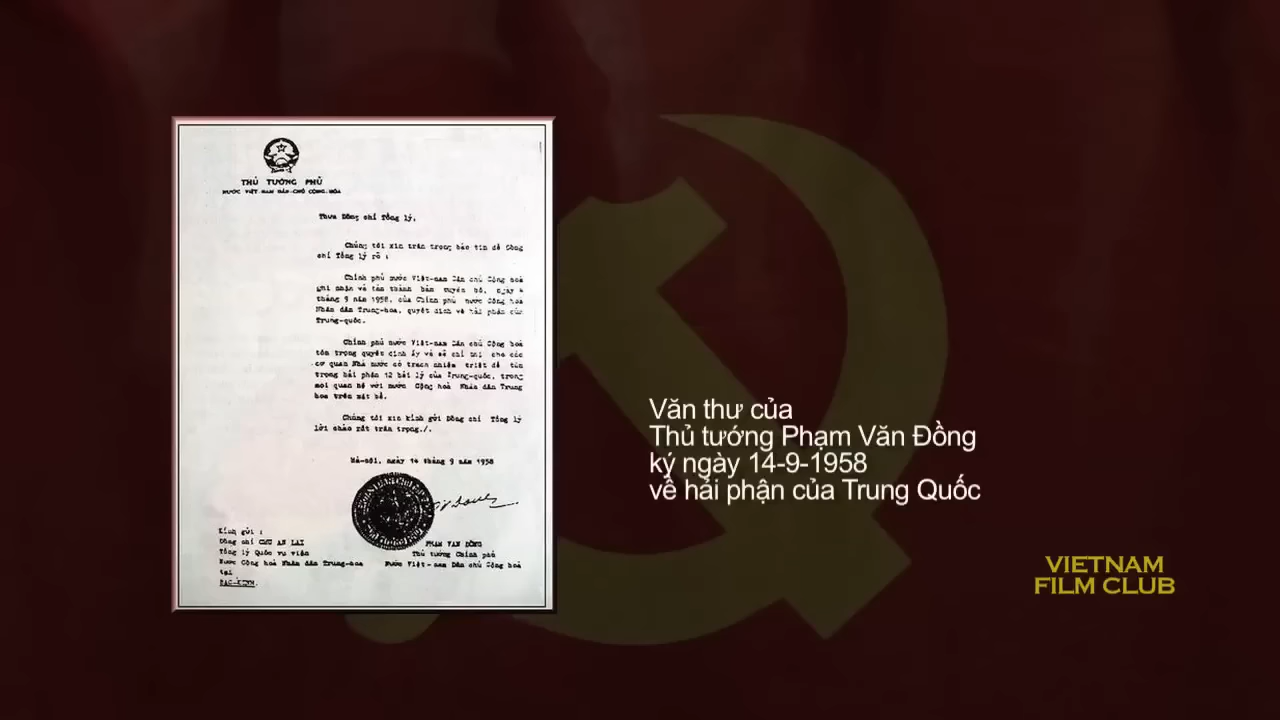 THỦ TƯỚNG PHỦ
NƯỚC VIỆT-NAM DÂN-CHỦ CỘNG-HÒA
Thưa Đồng chí Tổng lý,
Chúng tôi xin trân trọng báo tin để Đồng
chí Tổng lý rõ :
Chính phủ nước Việt-nam Dân chủ Cộng hoà
ghi nhận và tán thành bản tuyên bố, ngày 4
tháng 9 năm 1958, của Chính phủ nước Cộng hoà
Nhân dân Trung-hoa, quyết định về hải phận của
Trung-quốc.
Chính phủ nước Việt-nam Dân chủ Cộng hoà
tôn trọng quyết định ấy và sẽ chỉ thị cho các
cơ quan Nhà nước có trách nhiệm triệt để tôn
trọng hải phận 12 hải lý của Trung-quốc, trong
mọi quan hệ với nước Cộng hoà Nhân dân Trung
hoa trên mặt bể.
Chúng tôi xin kính gửi Đồng chí Tổng lý
lời chào rất trân trọng./.
Hà-nội, ngày 14 tháng 9 năm 1958
Kính gửi :
Đồng chí CHU AN LAI
Tổng lý Quốc vụ viện
Nước Cộng hoà Nhân dân Trung-hoa
tại
BẮC-KINH.
PHẠM VĂN ĐỒNG
Thủ tướng Chính phủ
Nước Việt-nam Dân chủ Cộng hoà
Văn thư của
Thủ tướng Phạm Văn Đồng
ký ngày 14-9-1958
về hải phận của Trung Quốc
VIETNAM
FILM CLUB